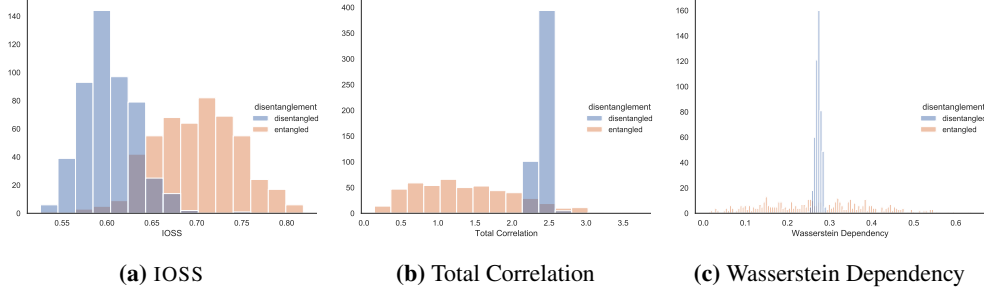 140
120
100
80
60
40
20
0
0.55 0.60 0.65 0.70 0.75 0.80
IOSS
disentanglement
disentangled
entangled
400
350
300
250
200
150
100
50
0
0.0 0.5 1.0 1.5 2.0 2.5 3.0 3.5
Total Correlation
disentanglement
disentangled
entangled
160
140
120
100
80
60
40
20
0
0.0 0.1 0.2 0.3 0.4 0.5 0.6
Wasserstein Dependency
disentanglement
disentangled
entangled
(a) IOSS
(b) Total Correlation
(c) Wasserstein Dependency